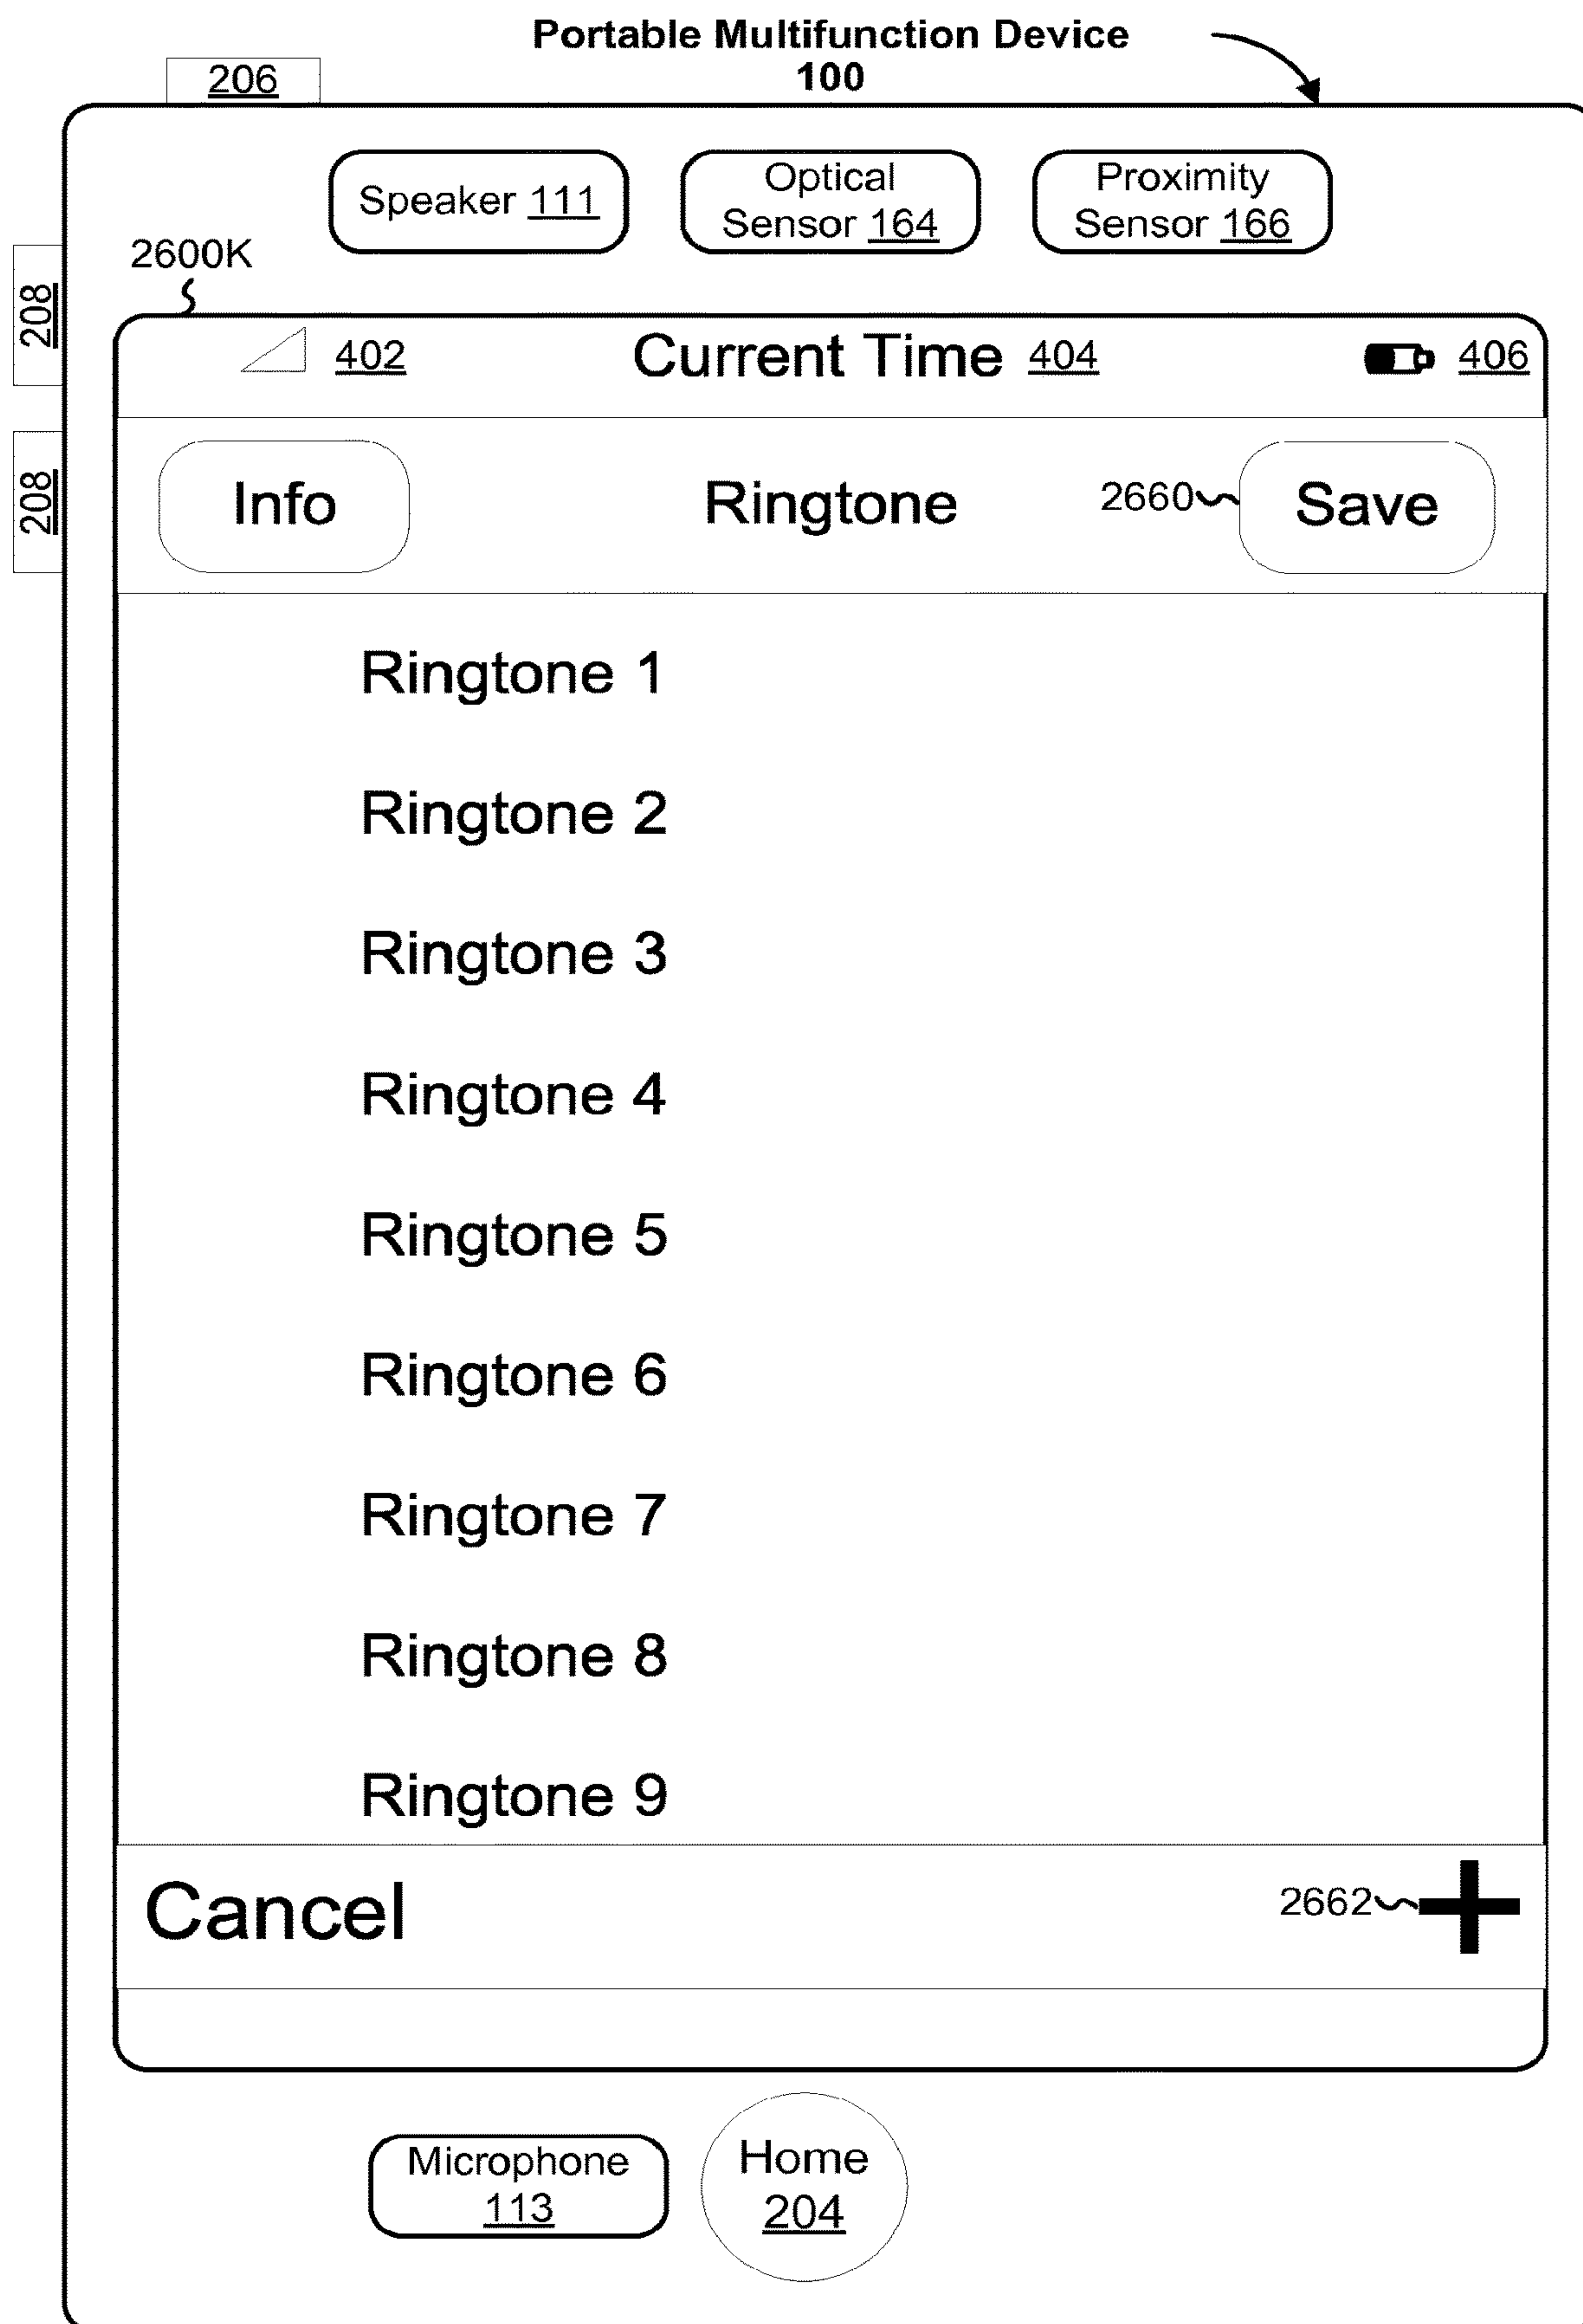 Portable Multifunction Device
100
206
Speaker 111
Optical
Sensor 164
Proximity
Sensor 166
2600K
208
208
402
Current Time 404
406
Info
Ringtone
2660
Save
Ringtone 1
Ringtone 2
Ringtone 3
Ringtone 4
Ringtone 5
Ringtone 6
Ringtone 7
Ringtone 8
Ringtone 9
Cancel
2662
Microphone
113
Home
204